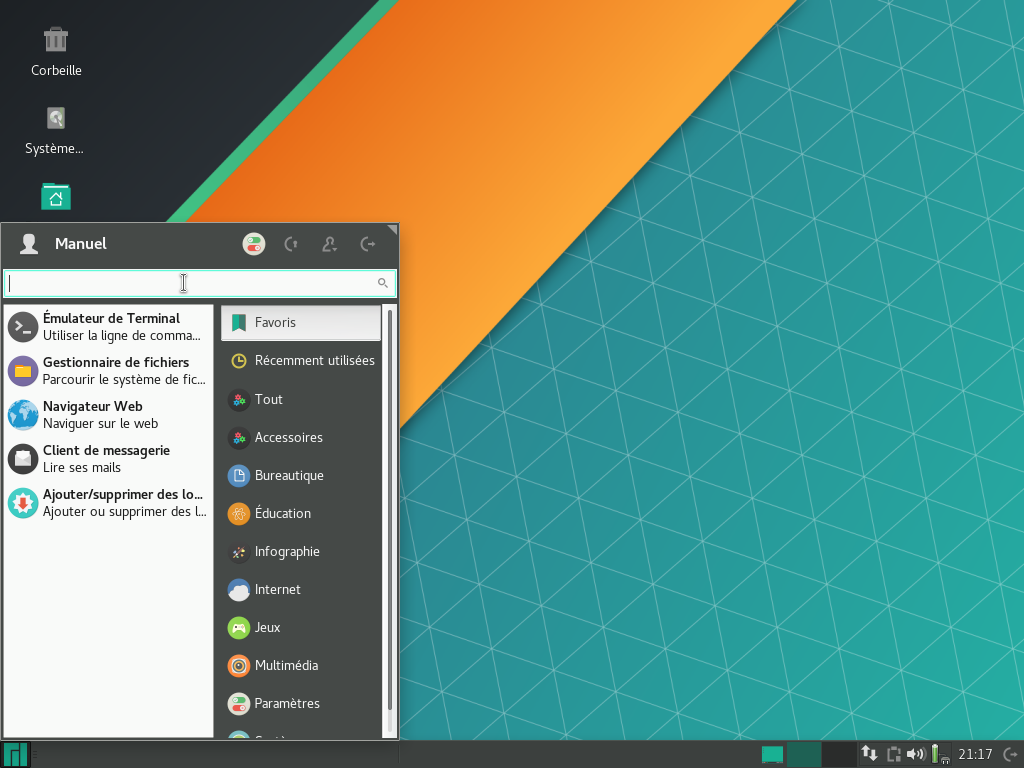 Corbeille
Système...
Manuel
Émulateur de Terminal
Utiliser la ligne de comma...
Gestionnaire de fichiers
Parcourir le système de fic...
Navigateur Web
Naviguer sur le web
Client de messagerie
Lire ses mails
Ajouter/supprimer des lo...
Ajouter ou supprimer des l...
Favoris
Récemment utilisées
Tout
Accessoires
Bureautique
Éducation
Infographie
Internet
Jeux
Multimédia
Paramètres
21:17